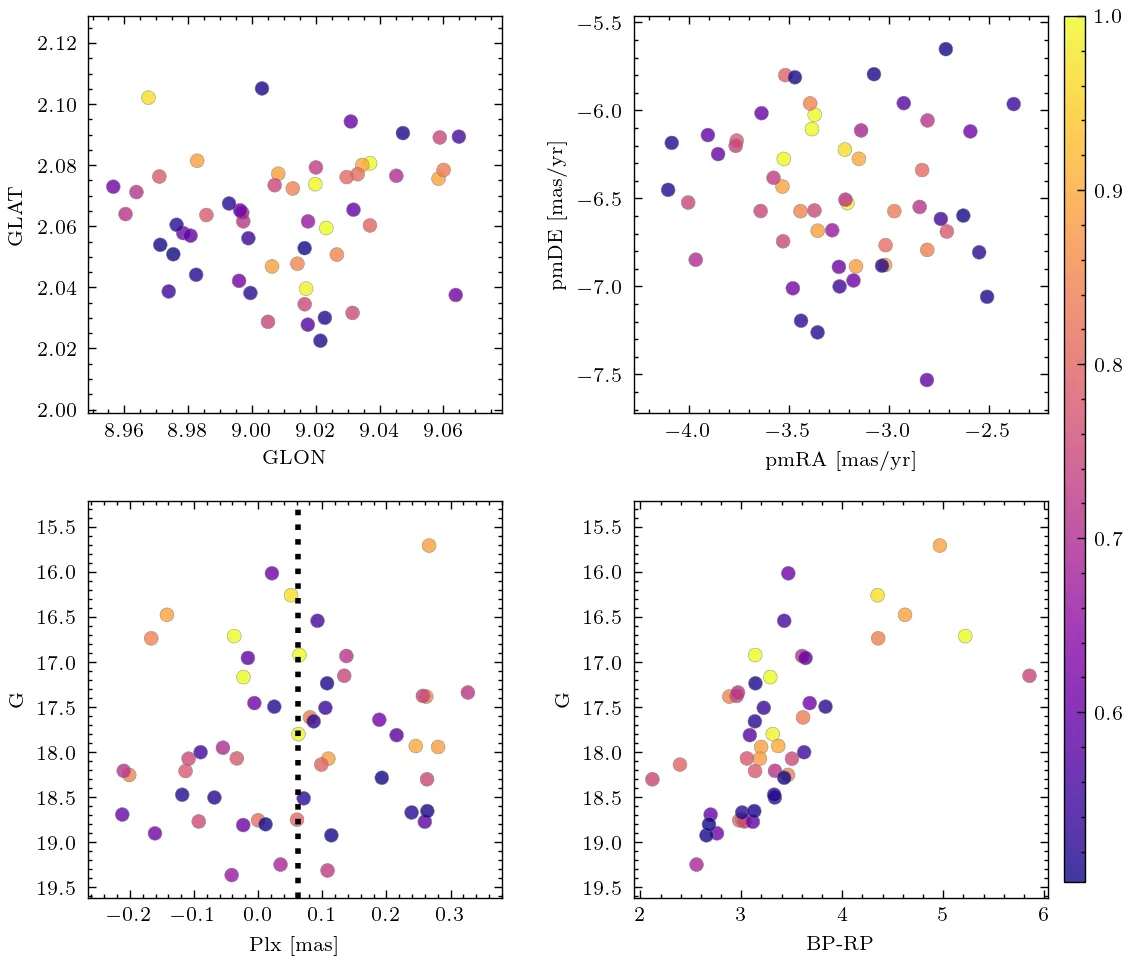 2.12
2.10
2.08
2.06
2.04
2.02
2.00
GLAT
8.96 8.98 9.00 9.02 9.04 9.06
GLON
−5.5
−6.0
−6.5
−7.0
−7.5
pmDE [mas/yr]
−4.0 −3.5 −3.0 −2.5
pmRA [mas/yr]
1.0
0.9
0.8
0.7
0.6
15.5
16.0
16.5
17.0
17.5
18.0
18.5
19.0
19.5
G
−0.2 −0.1 0.0 0.1 0.2 0.3
Plx [mas]
15.5
16.0
16.5
17.0
17.5
18.0
18.5
19.0
19.5
G
2 3 4 5 6
BP-RP